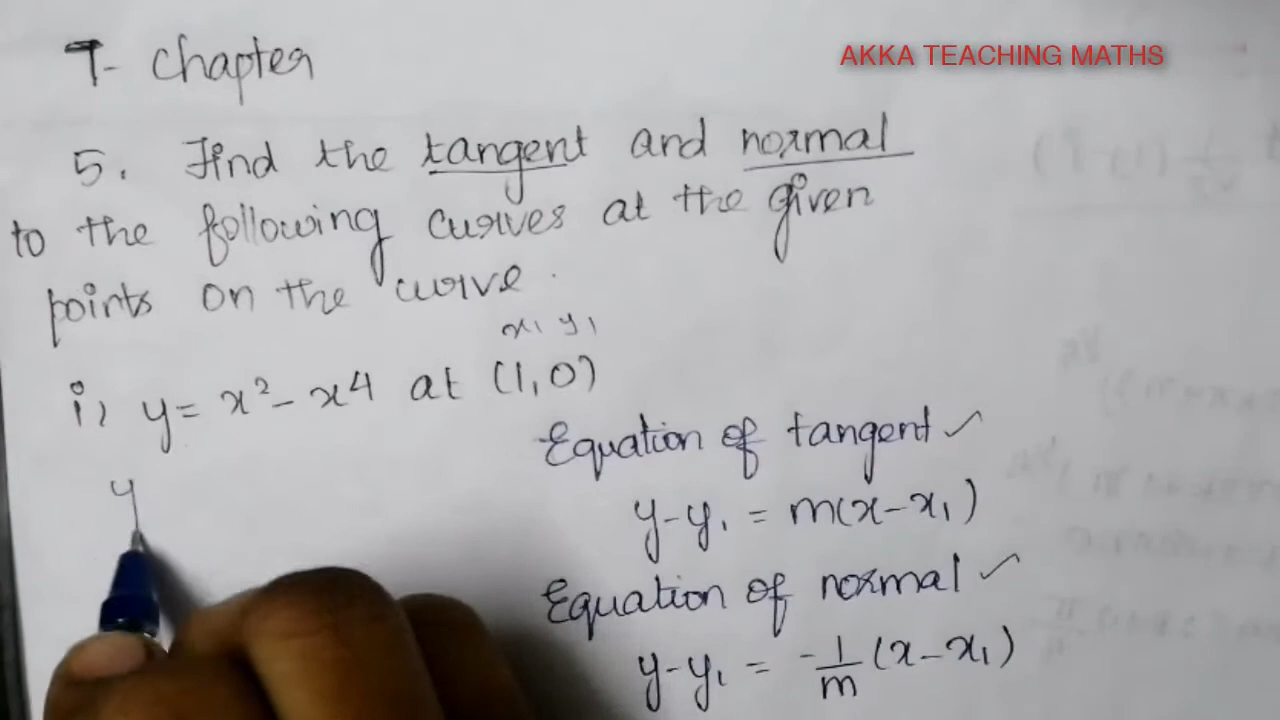 7- Chapter
AKKA TEACHING MATHS
5. Find the tangent and normal
to the following curves at the given
points on the curve.
x₁ y₁
i) y = x² - x⁴ at (1, 0)
Equation of tangent ✓
y - y₁ = m(x - x₁)
Equation of normal ✓
y - y₁ = -1/m (x - x₁)
y